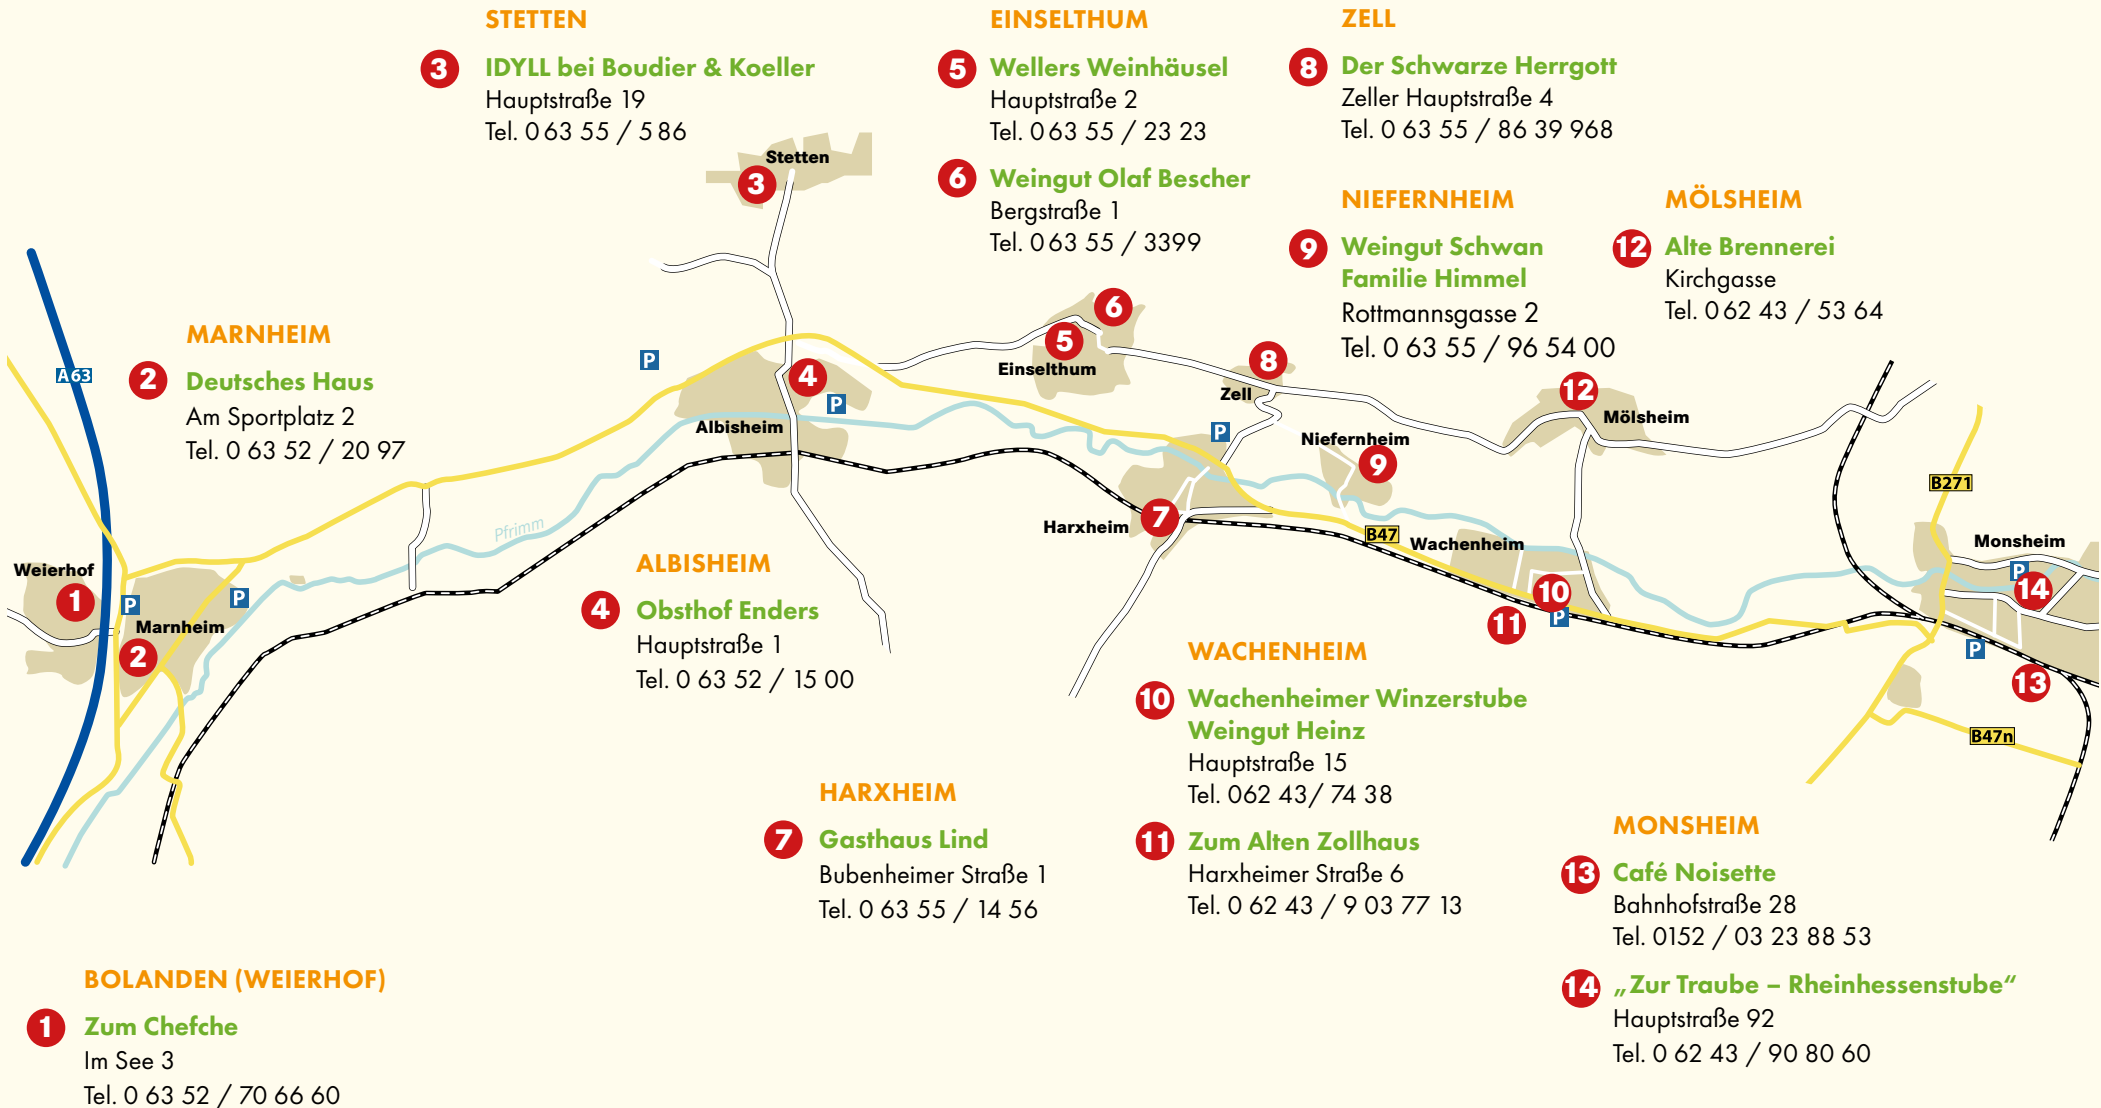 STETTEN
3
IDYLL bei Boudier & Koeller
Hauptstraße 19
Tel. 0 63 55 / 5 86
EINSELTHUM
5
Wellers Weinhäusel
Hauptstraße 2
Tel. 0 63 55 / 23 23
6
Weingut Olaf Bescher
Bergstraße 1
Tel. 0 63 55 / 3399
ZELL
8
Der Schwarze Herrgott
Zeller Hauptstraße 4
Tel. 0 63 55 / 86 39 968
NIEFERNHEIM
9
Weingut Schwan
Familie Himmel
Rottmannsgasse 2
Tel. 0 63 55 / 96 54 00
MÖLSHEIM
12
Alte Brennerei
Kirchgasse
Tel. 0 62 43 / 53 64
MARNHEIM
2
Deutsches Haus
Am Sportplatz 2
Tel. 0 63 52 / 20 97
Stetten
3
A63
P
4
P
Albisheim
6
5
Einselthum
8
Zell
P
Niefernheim
9
12
Mölsheim
Harxheim
7
B47
Wachenheim
10
11
P
B271
Monsheim
P
14
P
13
B47n
Pfrimm
Weierhof
1
P
P
Marnheim
2
ALBISHEIM
4
Obsthof Enders
Hauptstraße 1
Tel. 0 63 52 / 15 00
HARXHEIM
7
Gasthaus Lind
Bubenheimer Straße 1
Tel. 0 63 55 / 14 56
WACHENHEIM
10
Wachenheimer Winzerstube
Weingut Heinz
Hauptstraße 15
Tel. 062 43/ 74 38
11
Zum Alten Zollhaus
Harxheimer Straße 6
Tel. 0 62 43 / 9 03 77 13
MONSHEIM
13
Café Noisette
Bahnhofstraße 28
Tel. 0152 / 03 23 88 53
14
„Zur Traube – Rheinhessenstube“
Hauptstraße 92
Tel. 0 62 43 / 90 80 60
BOLANDEN (WEIERHOF)
1
Zum Chefche
Im See 3
Tel. 0 63 52 / 70 66 60